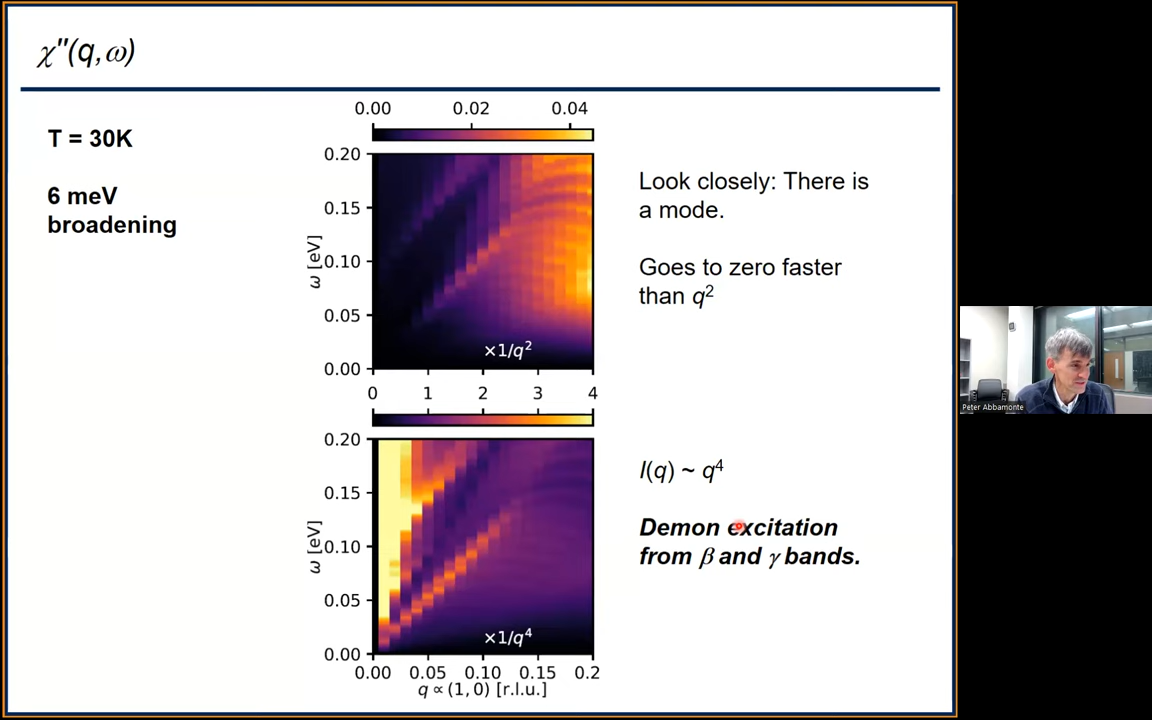 χ"(q,ω)
T = 30K
6 meV
broadening
0.00 0.02 0.04
0.20
0.15
0.10
0.05
0.00
ω [eV]
×1/q²
0 1 2 3 4
0.20
0.15
0.10
0.05
0.00
ω [eV]
×1/q⁴
0.00 0.05 0.10 0.15 0.2
q ∝ (1, 0) [r.l.u.]
Look closely: There is
a mode.
Goes to zero faster
than q²
I(q) ~ q⁴
Demon excitation
from β and γ bands.
Peter Abbamonte